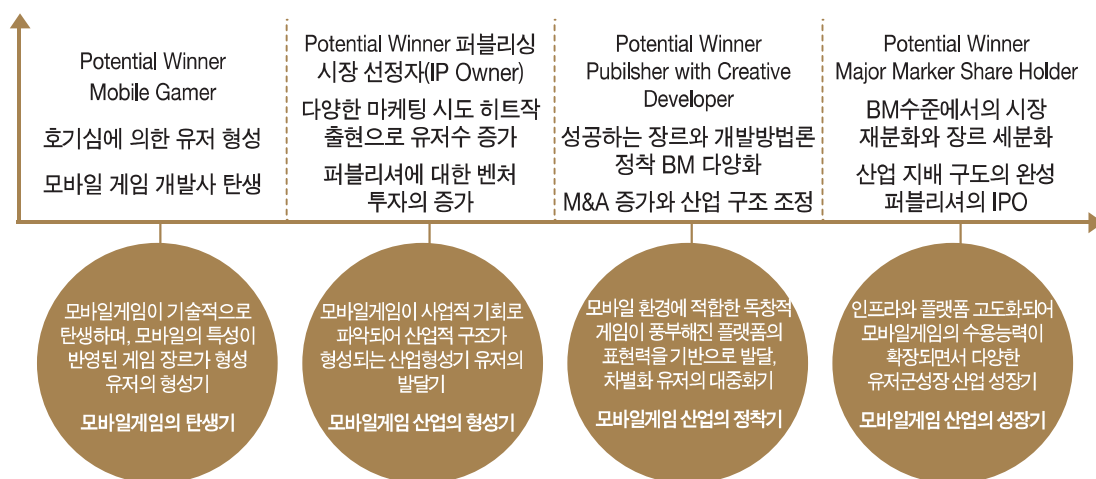 Potential Winner
Mobile Gamer
호기심에 의한 유저 형성
모바일 게임 개발사 탄생
Potential Winner 퍼블리싱
시장 선정자(IP Owner)
다양한 마케팅 시도 히트작
출현으로 유저수 증가
퍼블리셔에 대한 벤처
투자의 증가
Potential Winner
Pubilsher with Creative
Developer
성공하는 장르와 개발방법론
정착 BM 다양화
M&A 증가와 산업 구조 조정
Potential Winner
Major Marker Share Holder
BM수준에서의 시장
재분화와 장르 세분화
산업 지배 구도의 완성
퍼블리셔의 IPO
모바일게임이 기술적으로
탄생하며, 모바일의 특성이
반영된 게임 장르가 형성
유저의 형성기
모바일게임의 탄생기
모바일게임이 사업적 기회로
파악되어 산업적 구조가
형성되는 산업형성기 유저의
발달기
모바일게임 산업의 형성기
모바일 환경에 적합한 독창적
게임이 풍부해진 플랫폼의
표현력을 기반으로 발달,
차별화 유저의 대중화기
모바일게임 산업의 정착기
인프라와 플랫폼 고도화되어
모바일게임의 수용능력이
확장되면서 다양한
유저군성장 산업 성장기
모바일게임 산업의 성장기